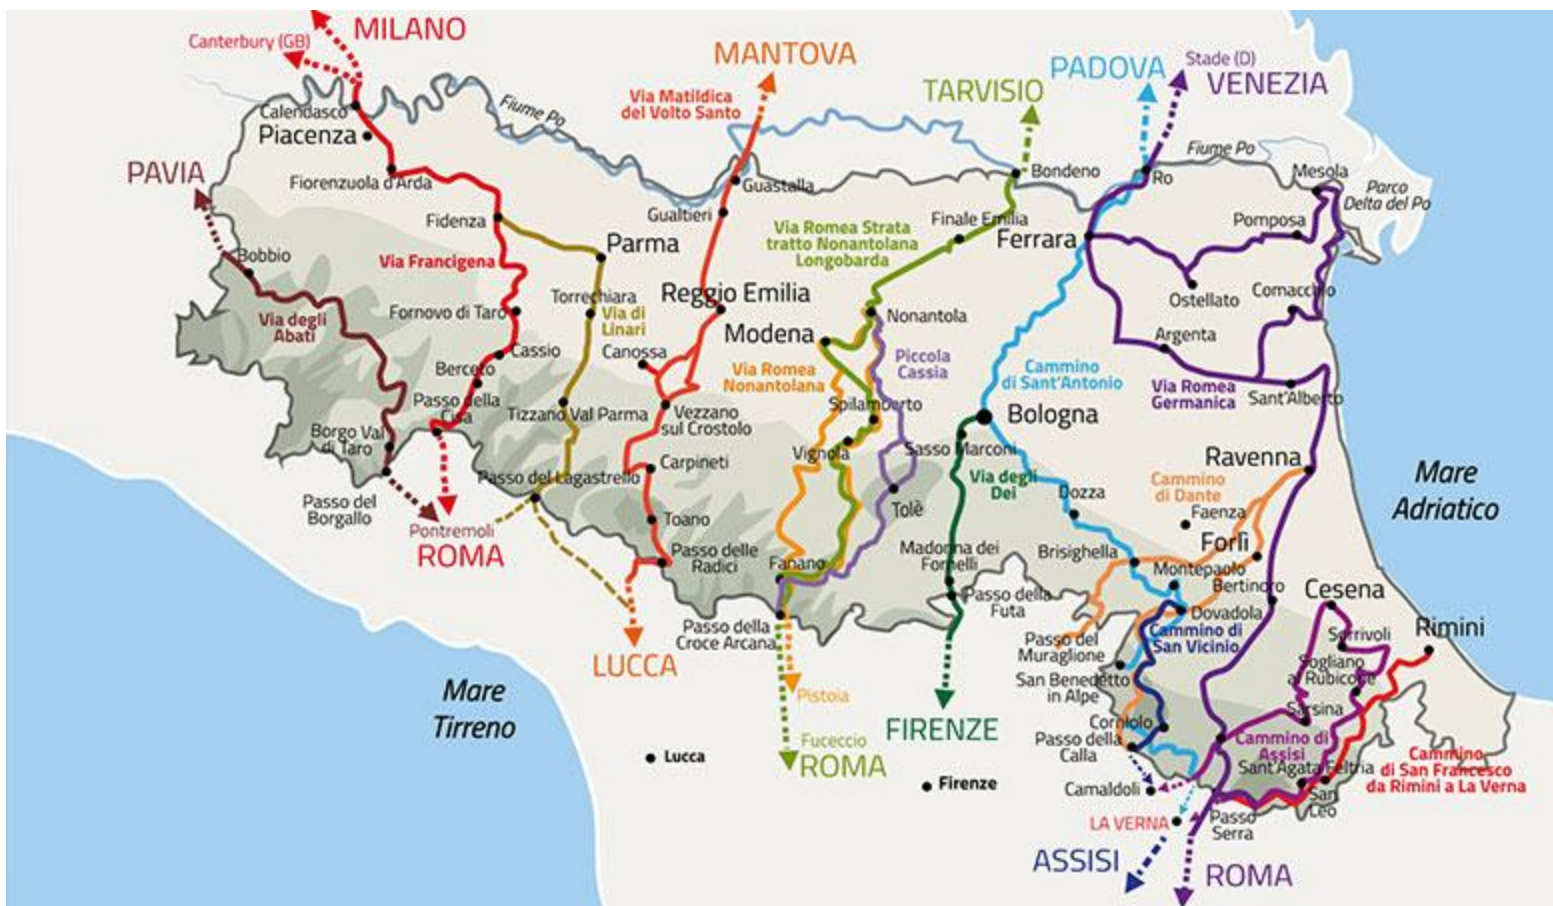 MILANO
Canterbury (GB)
MANTOVA
PADOVA
Stade (D)
VENEZIA
TARVISIO
Via Matildica
del Volto Santo
Fiume Po
Calendasco
Piacenza
Fiume Po
PAVIA
Fiorenzuola d'Arda
Guastalla
Bondeno
Ro
Mesola
Parco
Delta del Po
Fidenza
Gualtieri
Via Romea Strata
tratto Nonantolana
Longobarda
Finale Emilia
Ferrara
Pomposa
Parma
Bobbio
Via Francigena
Torrechiara
Reggio Emilia
Ostellato
Comacchio
Via degli
Abati
Fornovo di Taro
Via di
Linari
Modena
Nonantola
Argenta
Cassio
Canossa
Piccola
Cassia
Berceto
Via Romea
Nonantolana
Cammino
di Sant'Antonio
Via Romea
Germanica
Sant'Alberto
Passo della
Cisa
Tizzano Val Parma
Vezzano
sul Crostolo
Spilamberto
Bologna
Borgo Val
di Taro
Vignola
Sasso Marconi
Ravenna
Carpineti
Passo del Lagastrello
Via degli
Dei
Cammino
di Dante
Mare
Adriatico
Passo del
Borgallo
Tolè
Dozza
Faenza
Pontremoli
ROMA
Toano
Forlì
Passo delle
Radici
Fanano
Madonna dei
Fornelli
Brisighella
Montepaolo
Bertinoro
Cesena
Passo della
Futa
Dovadola
Passo della
Croce Arcana
Cammino di
San Vicinio
Sorrivoli
Rimini
LUCCA
Passo del
Muraglione
Sogliano
al Rubicone
San Benedetto
in Alpe
Mare
Tirreno
Pistoia
Sarsina
Corniolo
FIRENZE
Passo della
Calla
Cammino di
Assisi
Fuceccio
ROMA
Lucca
Sant'Agata Feltria
Cammino
di San Francesco
da Rimini a La Verna
Firenze
Camaldoli
San
Leo
LA VERNA
Passo
Serra
ASSISI
ROMA